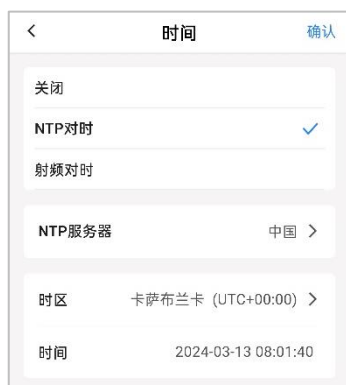 时间 确认
关闭
NTP对时
射频对时
NTP服务器 中国
时区 卡萨布兰卡 (UTC+00:00)
时间 2024-03-13 08:01:40